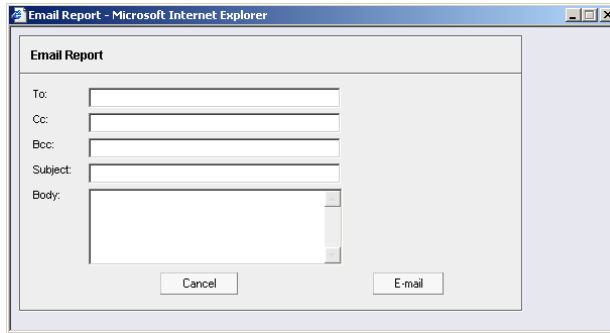 Email Report - Microsoft Internet Explorer
Email Report
To:
Cc:
Bcc:
Subject:
Body:
Cancel E-mail